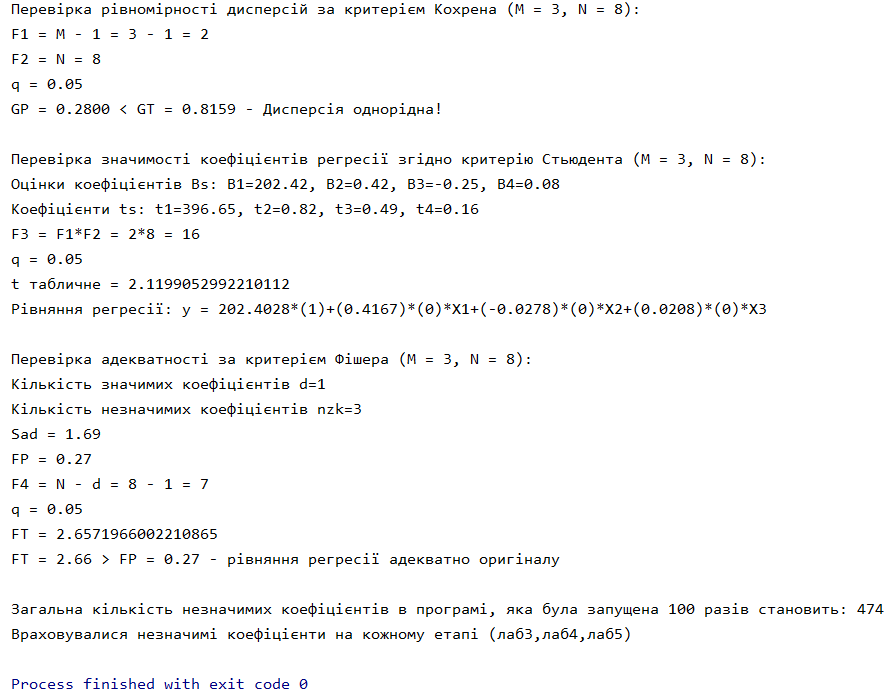 Перевірка рівномірності дисперсій за критерієм Кохрена (M = 3, N = 8):
F1 = M - 1 = 3 - 1 = 2
F2 = N = 8
q = 0.05
GP = 0.2800 < GT = 0.8159 - Дисперсія однорідна!
Перевірка значимості коефіцієнтів регресії згідно критерію Стьюдента (M = 3, N = 8):
Оцінки коефіцієнтів Bs: B1=202.42, B2=0.42, B3=-0.25, B4=0.08
Коефіцієнти ts: t1=396.65, t2=0.82, t3=0.49, t4=0.16
F3 = F1*F2 = 2*8 = 16
q = 0.05
t табличне = 2.1199052992210112
Рівняння регресії: y = 202.4028*(1)+(0.4167)*(0)*X1+(-0.0278)*(0)*X2+(0.0208)*(0)*X3
Перевірка адекватності за критерієм Фішера (M = 3, N = 8):
Кількість значимих коефіцієнтів d=1
Кількість незначимих коефіцієнтів nzk=3
Sad = 1.69
FP = 0.27
F4 = N - d = 8 - 1 = 7
q = 0.05
FT = 2.6571966002210865
FT = 2.66 > FP = 0.27 - рівняння регресії адекватно оригіналу
Загальна кількість незначимих коефіцієнтів в програмі, яка була запущена 100 разів становить: 474
Враховувалися незначимі коефіцієнти на кожному етапі (лаб3,лаб4,лаб5)
Process finished with exit code 0